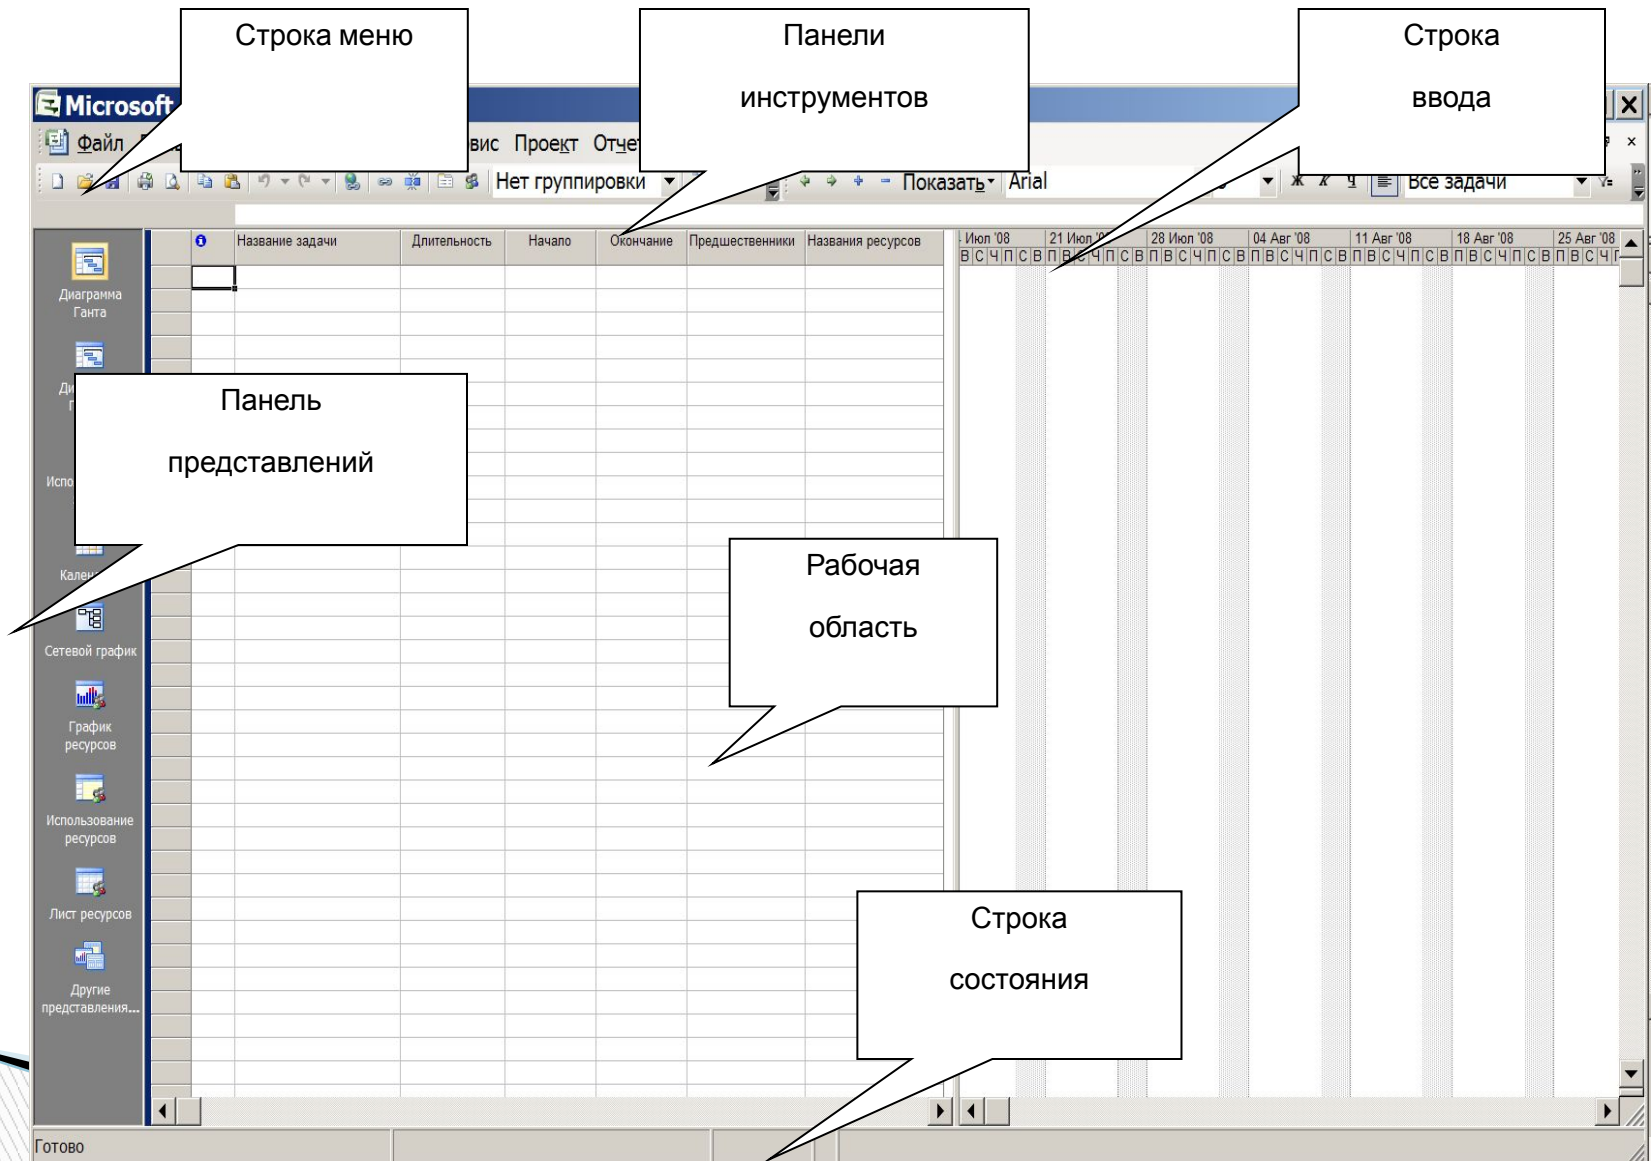 Строка меню
Панели
инструментов
Строка
ввода
Microsoft
Файл
Проект
Нет группировки
Показать
Arial
Ж К Ч
Все задачи
Название задачи Длительность Начало Окончание Предшественники Названия ресурсов
Июл '08 21 Июл 28 Июл '08 04 Авг '08 11 Авг '08 18 Авг '08 25 Авг '08
В С Ч П С В П В С Ч П С В П В С Ч П С В П В С Ч П С В П В С Ч П С В П В С Ч П С В П В С Ч
Диаграмма
Ганта
Панель
представлений
Рабочая
область
Сетевой график
График
ресурсов
Использование
ресурсов
Лист ресурсов
Другие
представления...
Строка
состояния
Готово